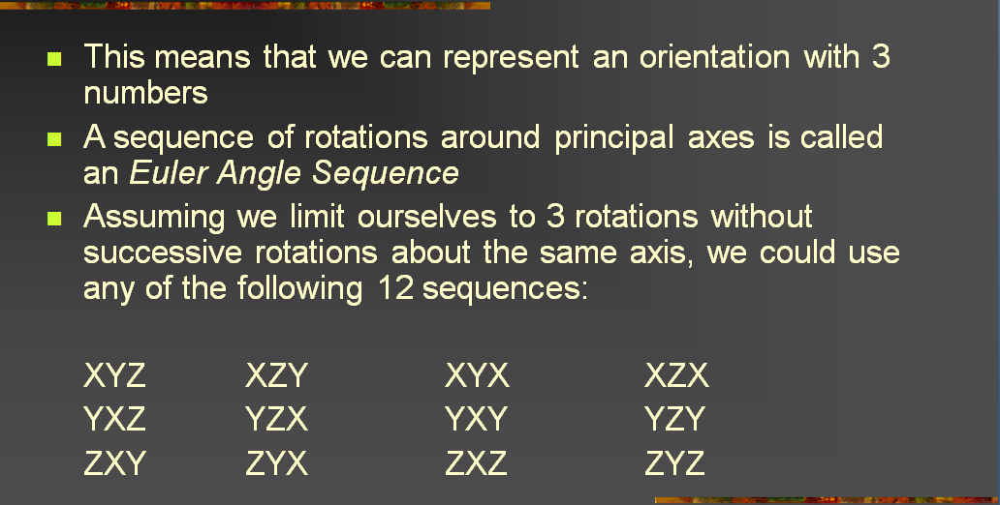 This means that we can represent an orientation with 3
numbers
A sequence of rotations around principal axes is called
an Euler Angle Sequence
Assuming we limit ourselves to 3 rotations without
successive rotations about the same axis, we could use
any of the following 12 sequences:
XYZ XZY XYX XZX
YXZ YZX YXY YZY
ZXY ZYX ZXZ ZYZ